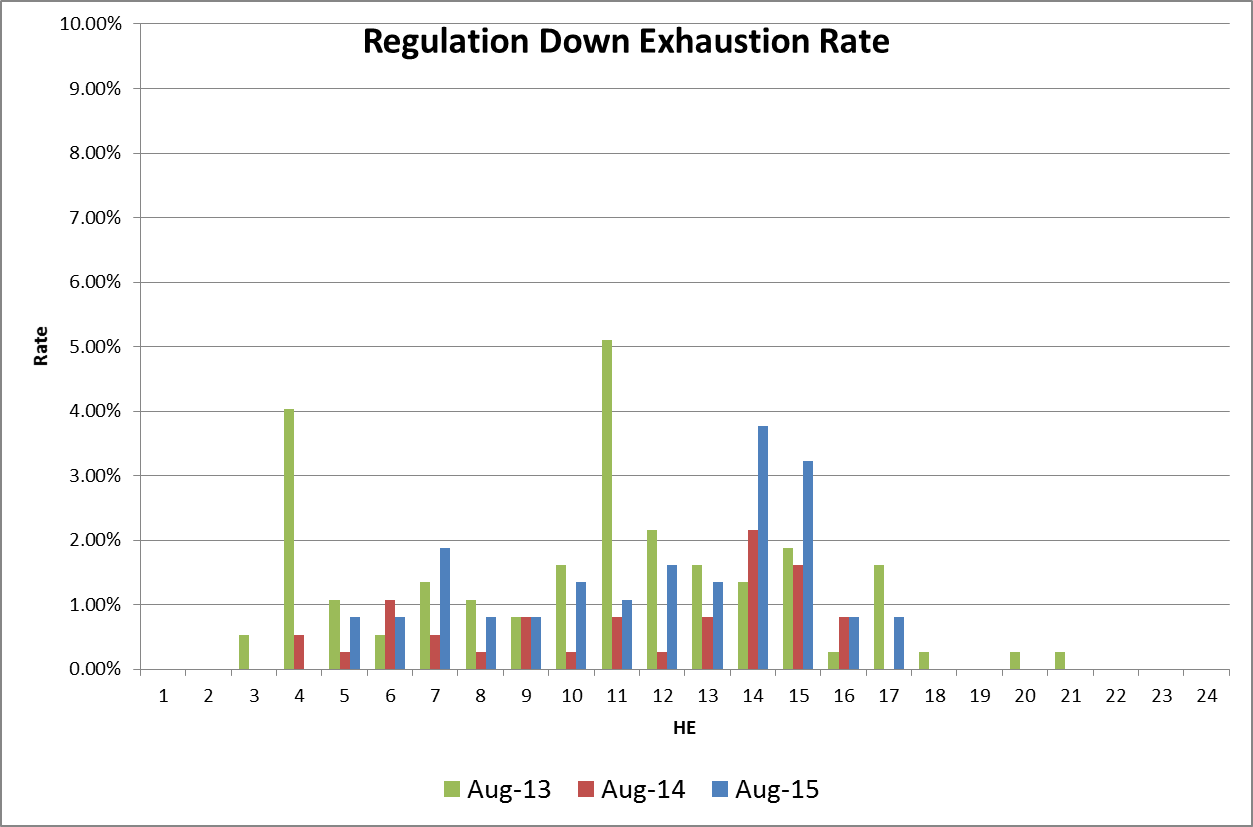 Regulation Down Exhaustion Rate
10.00%
9.00%
8.00%
7.00%
6.00%
5.00%
4.00%
3.00%
2.00%
1.00%
0.00%
Rate
1 2 3 4 5 6 7 8 9 10 11 12 13 14 15 16 17 18 19 20 21 22 23 24
HE
Aug-13 Aug-14 Aug-15